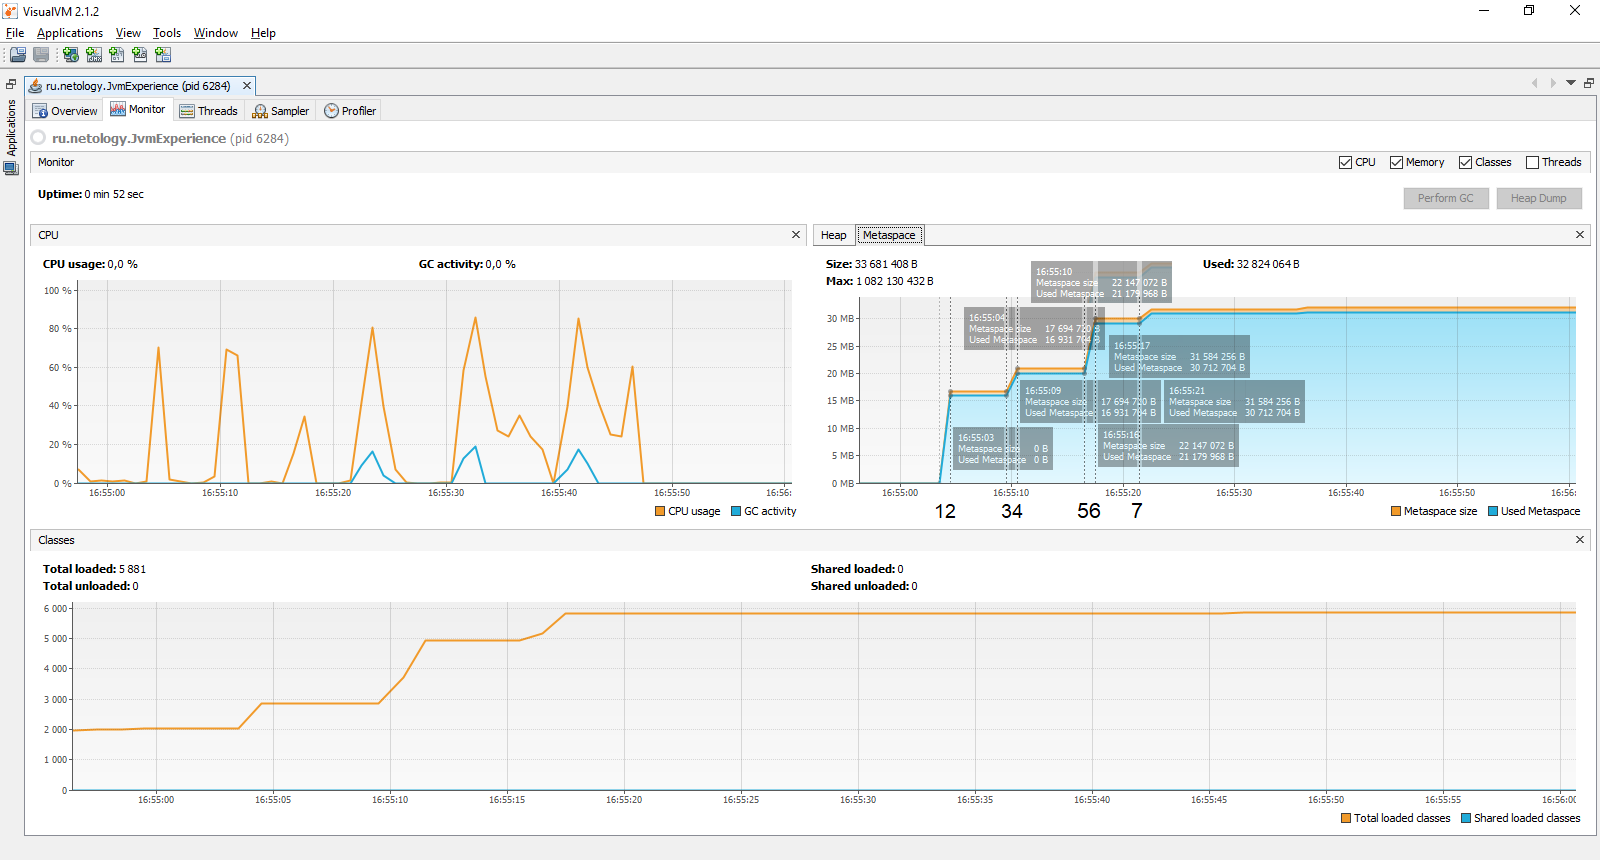 VisualVM 2.1.2
File Applications View Tools Window Help
Applications
ru.netology.JvmExperience (pid 6284)
Overview Monitor Threads Sampler Profiler
ru.netology.JvmExperience (pid 6284)
Monitor
CPU Memory Classes Threads
Uptime: 0 min 52 sec
Perform GC Heap Dump
CPU
CPU usage: 0,0 % GC activity: 0,0 %
100 %
80 %
60 %
40 %
20 %
0 %
16:55:00 16:55:10 16:55:20 16:55:30 16:55:40 16:55:50 16:56:
CPU usage GC activity
Heap Metaspace
Size: 33 681 408 B Used: 32 824 064 B
Max: 1 082 130 432 B
30 MB
25 MB
20 MB
15 MB
10 MB
5 MB
0 MB
16:55:10
Metaspace size 22 147 072 B
Used Metaspace 21 179 968 B
16:55:04
Metaspace size 17 694 720 B
Used Metaspace 16 931 704 B
16:55:17
Metaspace size 31 584 256 B
Used Metaspace 30 712 704 B
16:55:09
Metaspace size 17 694 720 B
Used Metaspace 16 931 704 B
16:55:21
Metaspace size 31 584 256 B
Used Metaspace 30 712 704 B
16:55:03
Metaspace size 0 B
Used Metaspace 0 B
16:55:16
Metaspace size 22 147 072 B
Used Metaspace 21 179 968 B
16:55:00 16:55:10 16:55:20 16:55:30 16:55:40 16:55:50 16:56:
12 34 56 7
Metaspace size Used Metaspace
Classes
Total loaded: 5 881 Shared loaded: 0
Total unloaded: 0 Shared unloaded: 0
6 000
5 000
4 000
3 000
2 000
1 000
0
16:55:00 16:55:05 16:55:10 16:55:15 16:55:20 16:55:25 16:55:30 16:55:35 16:55:40 16:55:45 16:55:50 16:55:55 16:56:00
Total loaded classes Shared loaded classes